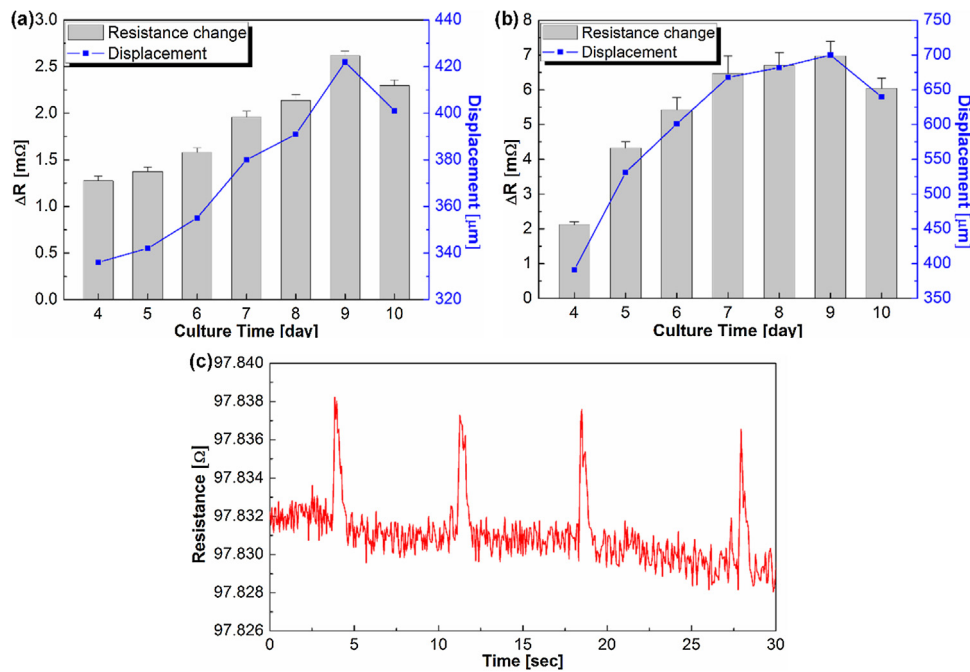 (a)
Resistance change
Displacement
3.0
2.5
2.0
1.5
1.0
0.5
0.0
ΔR [mΩ]
440
420
400
380
360
340
320
Displacement [μm]
4 5 6 7 8 9 10
Culture Time [day]
(b)
Resistance change
Displacement
8
7
6
5
4
3
2
1
0
ΔR [mΩ]
750
700
650
600
550
500
450
400
350
Displacement [μm]
4 5 6 7 8 9 10
Culture Time [day]
(c)
97.840
97.838
97.836
97.833
97.832
97.830
97.828
97.826
Resistance [Ω]
0 5 10 15 20 25 30
Time [sec]